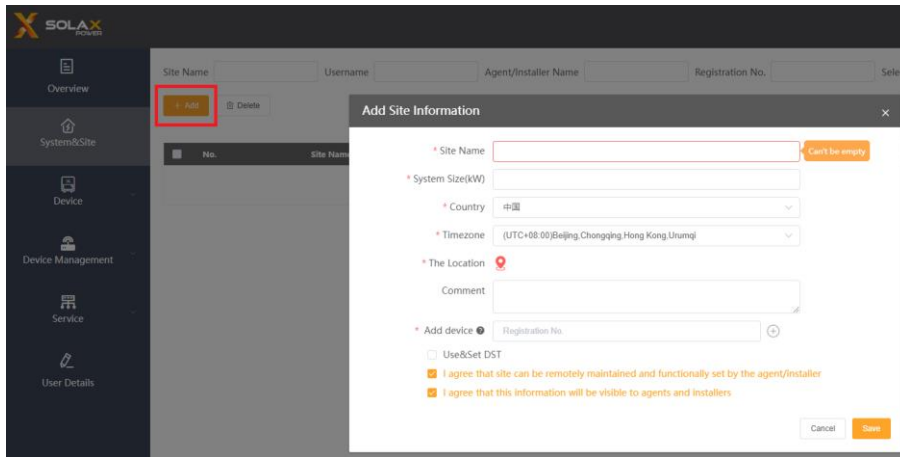 SOLAX
POWER
Overview
System&Site
Device
Device Management
Service
User Details
Site Name
Username
Agent/Installer Name
Registration No.
Sele
+ Add
Delete
No.
Site Name
Add Site Information
×
* Site Name
Can't be empty
* System Size(kW)
* Country
中国
* Timezone
(UTC+08:00)Beijing,Chongqing,Hong Kong,Urumqi
* The Location
Comment
* Add device ?
Registration No.
Use&Set DST
I agree that site can be remotely maintained and functionally set by the agent/installer
I agree that this information will be visible to agents and installers
Cancel
Save